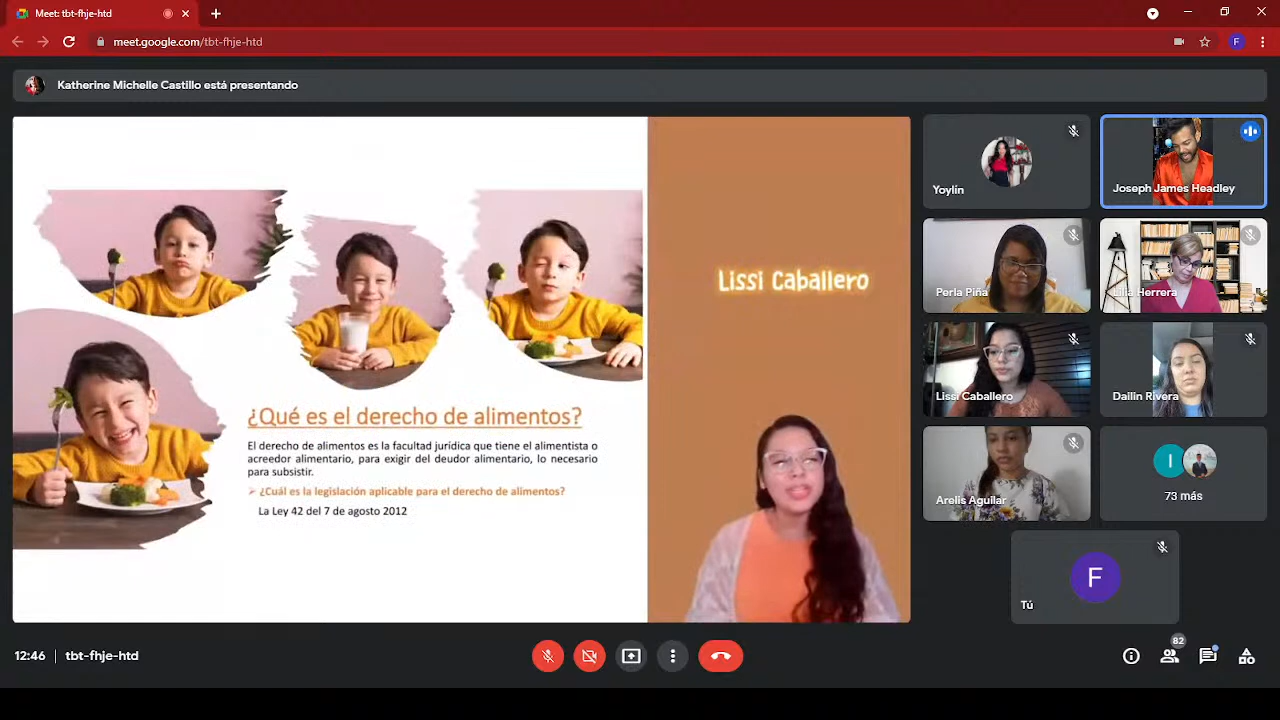 Meet: tbt-fhje-htd
meet.google.com/tbt-fhje-htd
F
Katherine Michelle Castillo está presentando
Lissi Caballero
¿Qué es el derecho de alimentos?
El derecho de alimentos es la facultad jurídica que tiene el alimentista o
acreedor alimentario, para exigir del deudor alimentario, lo necesario
para subsistir.
➢ ¿Cuál es la legislación aplicable para el derecho de alimentos?
La Ley 42 del 7 de agosto 2012
Yoylín
Joseph James Headley
Perla Piña
Lilia Herrera
Lissi Caballero
Dailin Rivera
Arelis Aguilar
I
73 más
F
Tú
12:46 | tbt-fhje-htd
82